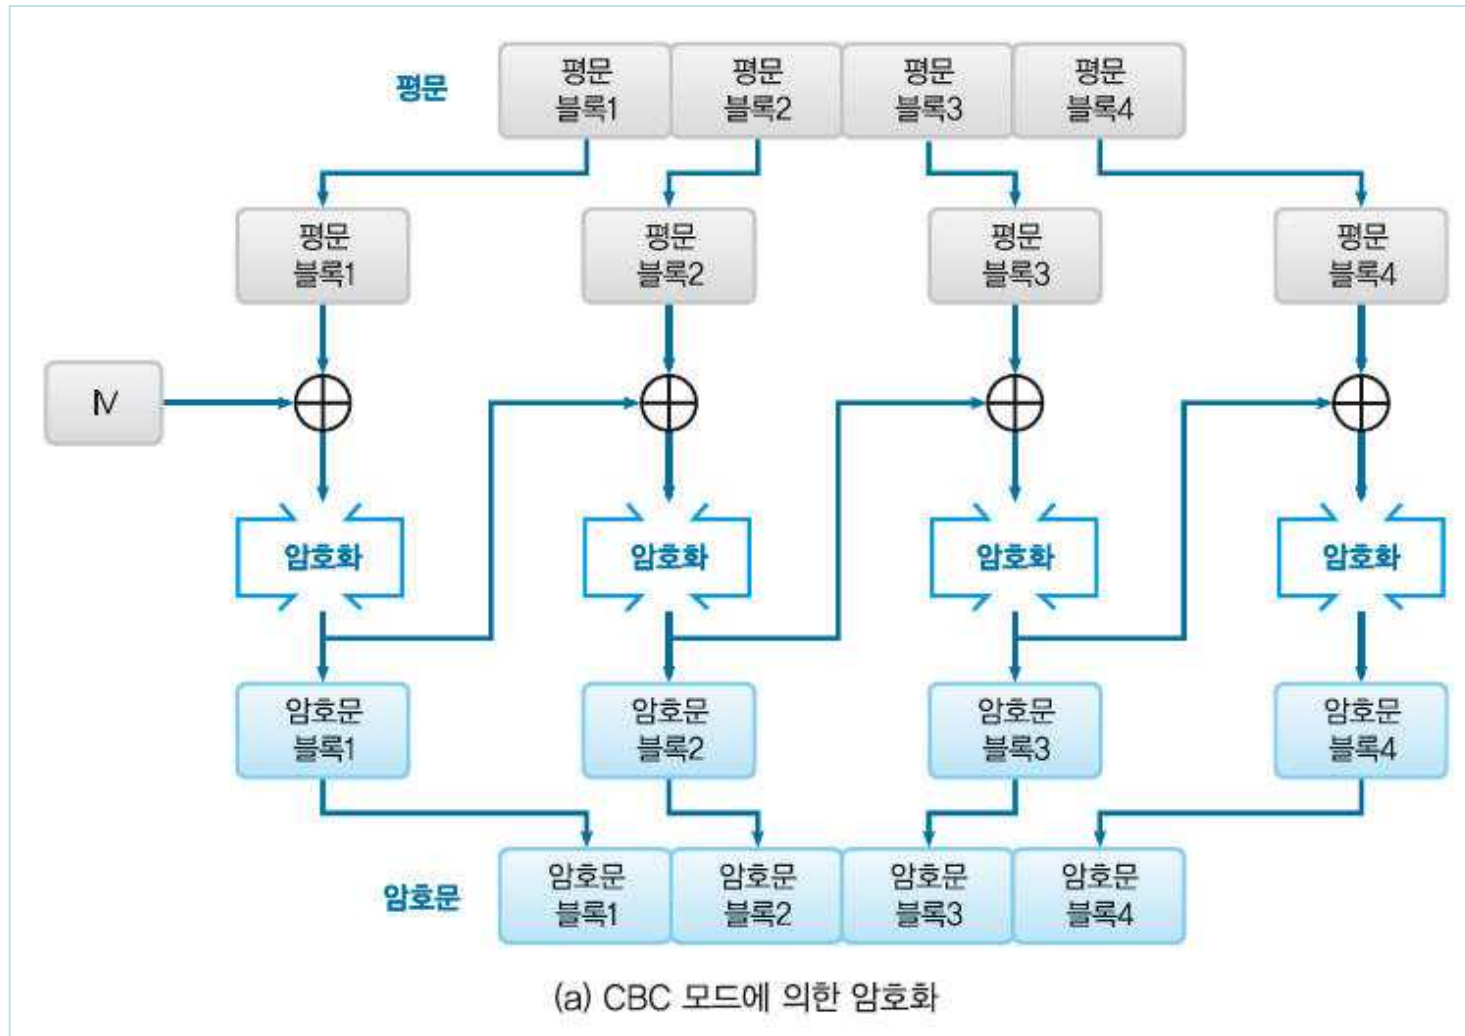 평문
평문 평문 평문 평문
블록1 블록2 블록3 블록4
평문 평문 평문 평문
블록1 블록2 블록3 블록4
IV
암호화 암호화 암호화 암호화
암호문 암호문 암호문 암호문
블록1 블록2 블록3 블록4
암호문
암호문 암호문 암호문 암호문
블록1 블록2 블록3 블록4
(a) CBC 모드에 의한 암호화